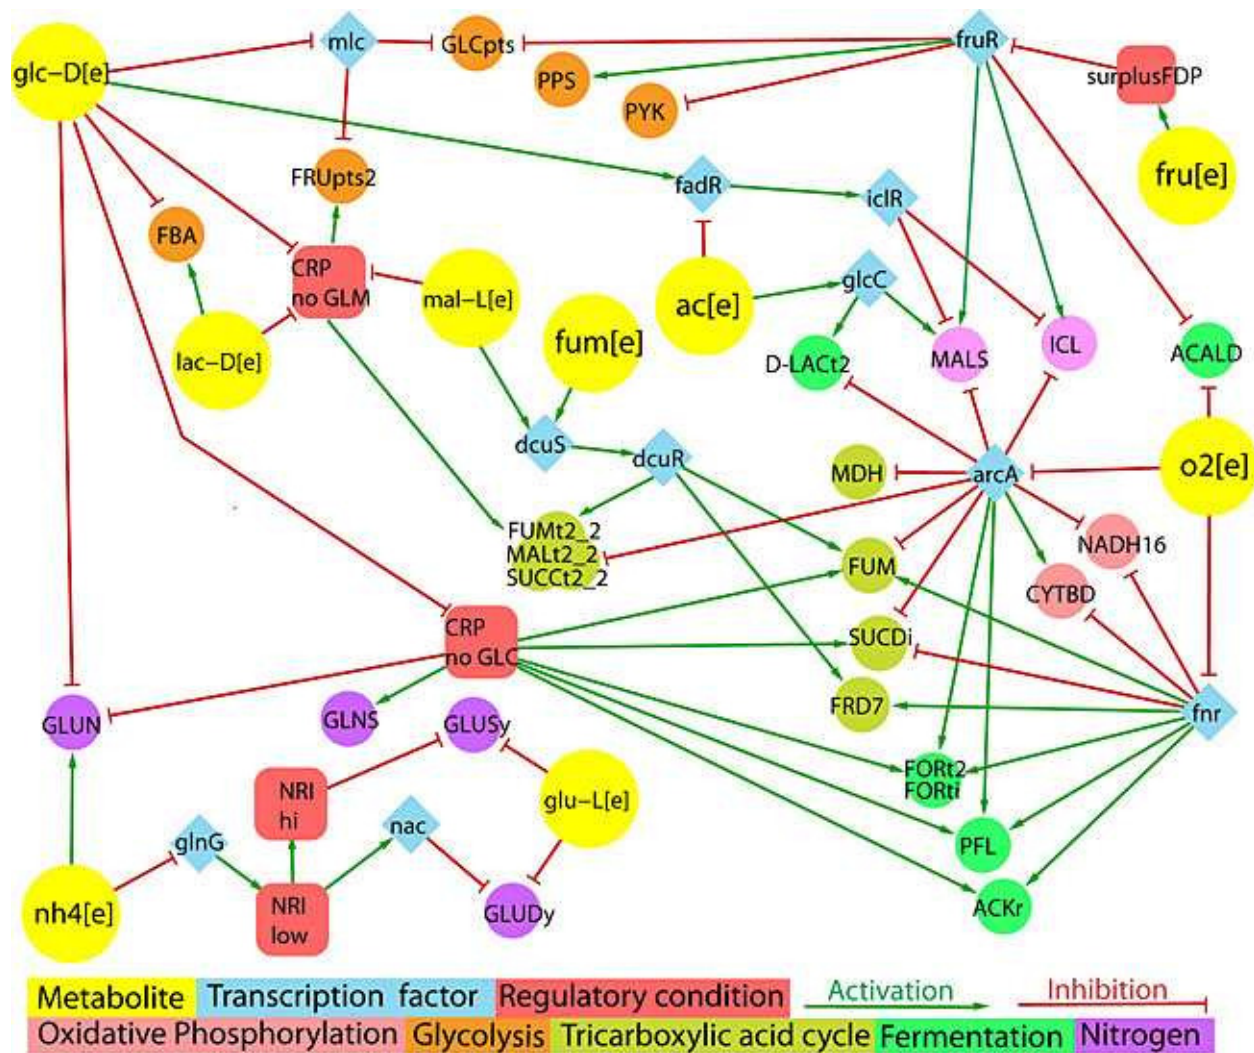 glc-D[e]
mlc
GLCpts
fruR
surplusFDP
PPS
PYK
fru[e]
FRUpts2
fadR
iclR
FBA
CRP
no GLM
mal-L[e]
glcC
ac[e]
fum[e]
lac-D[e]
D-LACt2
MALS
ICL
ACALD
dcuS
dcuR
MDH
arcA
o2[e]
FUMt2_2
MALt2_2
SUCCt2_2
NADH16
FUM
CYTBD
CRP
no GLC
SUCDi
GLUN
GLNS
GLUSy
FRD7
fnr
NRI
hi
glu-L[e]
FORt2
FORti
glnG
nac
PFL
nh4[e]
NRI
low
GLUDy
ACKr
Metabolite Transcription factor Regulatory condition Activation Inhibition
Oxidative Phosphorylation Glycolysis Tricarboxylic acid cycle Fermentation Nitrogen